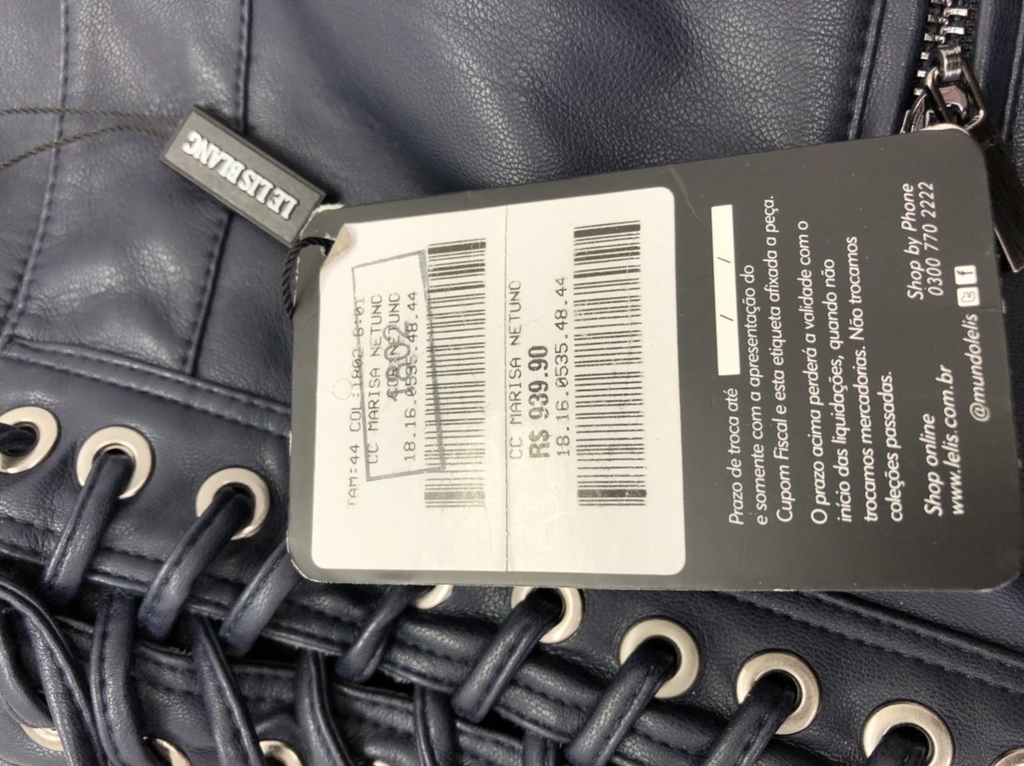 LE LIS BLANC
TAM:44 COL:1802 6-01
CC MARISA NETUNO
18.16.0535.48.44
CC MARISA NETUNO
R$ 939.90
18.16.0535.48.44
Prazo de troca até / /
e somente com a apresentação do
Cupom Fiscal e esta etiqueta afixada a peça.
O prazo acima perderá a validade com o
início das liquidações, quando não
trocamos mercadorias. Não trocamos
coleções passadas.
Shop online
www.lelis.com.br
Shop by Phone
0300 770 2222
@mundolelis